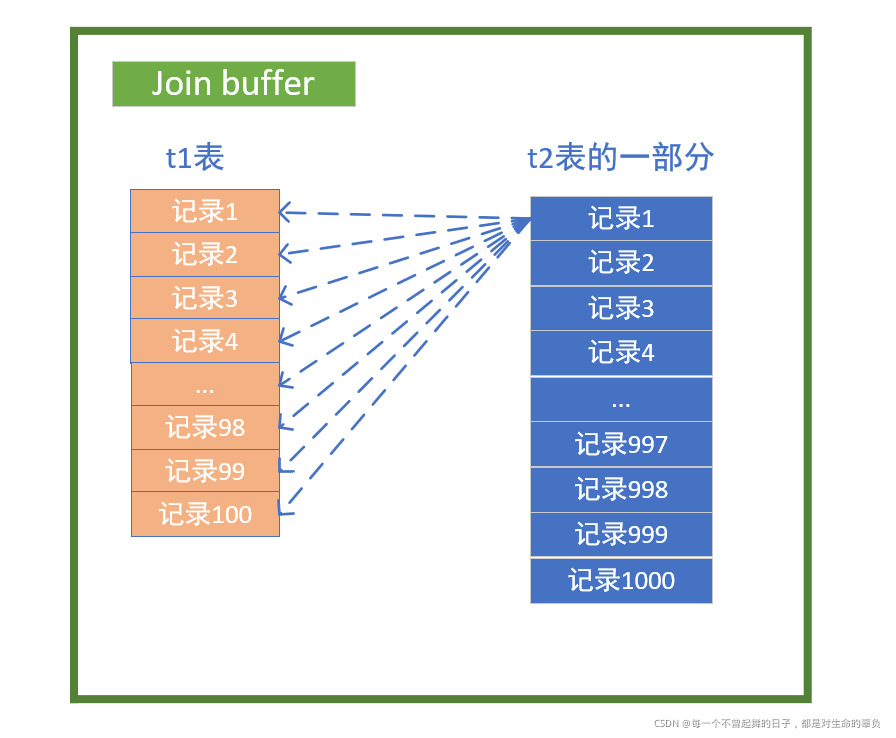 Join buffer
t1表
t2表的一部分
记录1
记录2
记录3
记录4
...
记录98
记录99
记录100
记录1
记录2
记录3
记录4
...
记录997
记录998
记录999
记录1000
CSDN @每一个不曾起舞的日子，都是对生命的辜负